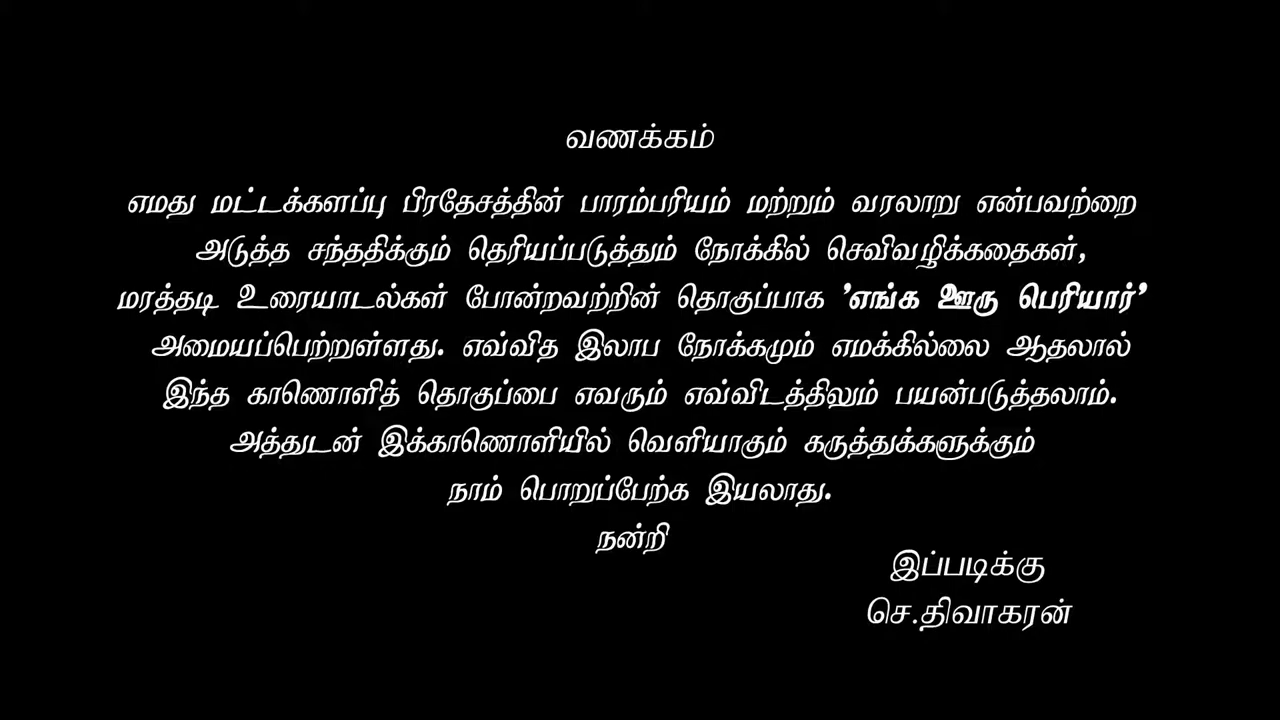 வணக்கம்
எமது மட்டக்களப்பு பிரதேசத்தின் பாரம்பரியம் மற்றும் வரலாறு என்பவற்றை
அடுத்த சந்ததிக்கும் தெரியப்படுத்தும் நோக்கில் செவிவழிக்கதைகள்,
மரத்தடி உரையாடல்கள் போன்றவற்றின் தொகுப்பாக 'எங்க ஊரு பெரியார்'
அமையப்பெற்றுள்ளது. எவ்வித இலாப நோக்கமும் எமக்கில்லை ஆதலால்
இந்த காணொளித் தொகுப்பை எவரும் எவ்விடத்திலும் பயன்படுத்தலாம்.
அத்துடன் இக்காணொளியில் வெளியாகும் கருத்துக்களுக்கும்
நாம் பொறுப்பேற்க இயலாது.
நன்றி
இப்படிக்கு
செ.திவாகரன்